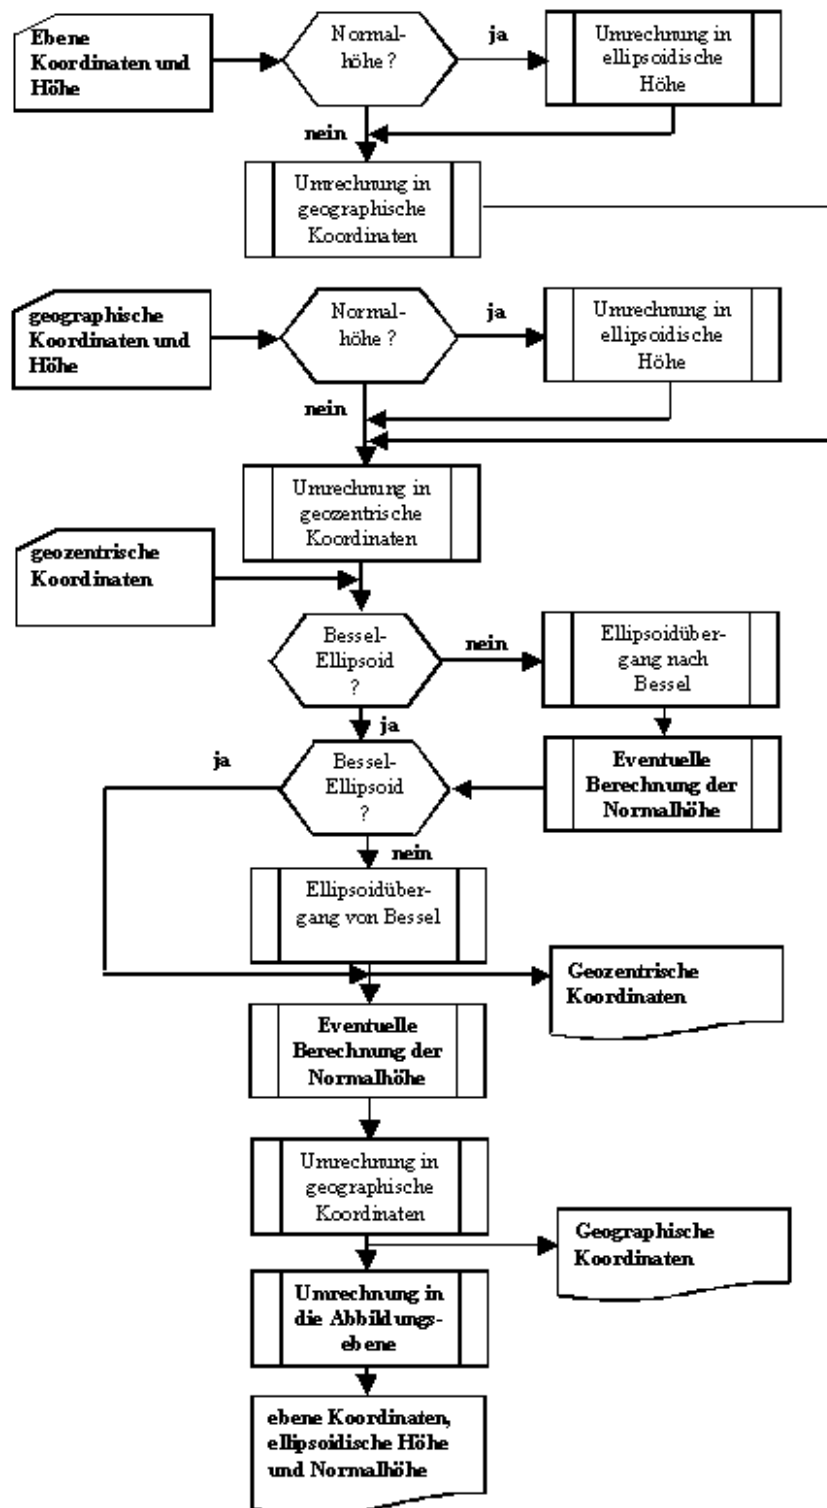 Ebene
Koordinaten und
Höhe
Normal-
höhe ?
ja
Umrechnung in
ellipsoidische
Höhe
nein
Umrechnung in
geographische
Koordinaten
geographische
Koordinaten und
Höhe
Normal-
höhe ?
ja
Umrechnung in
ellipsoidische
Höhe
nein
Umrechnung in
geozentrische
Koordinaten
geozentrische
Koordinaten
Bessel-
Ellipsoid
?
nein
Ellipsoidüber-
gang nach
Bessel
ja
ja
Bessel-
Ellipsoid
?
Eventuelle
Berechnung der
Normalhöhe
nein
Ellipsoidüber-
gang von Bessel
Geozentrische
Koordinaten
Eventuelle
Berechnung der
Normalhöhe
Umrechnung in
geographische
Koordinaten
Geographische
Koordinaten
Umrechnung in
die Abbildungs-
ebene
ebene Koordinaten,
ellipsoidische Höhe
und Normalhöhe